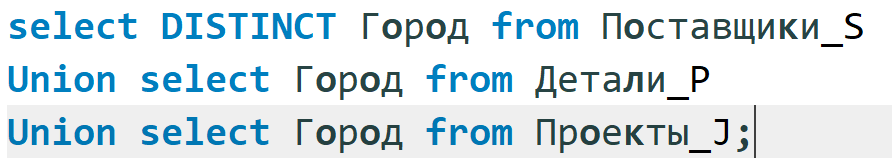 select DISTINCT Город from Поставщики_S
Union select Город from Детали_P
Union select Город from Проекты_J;